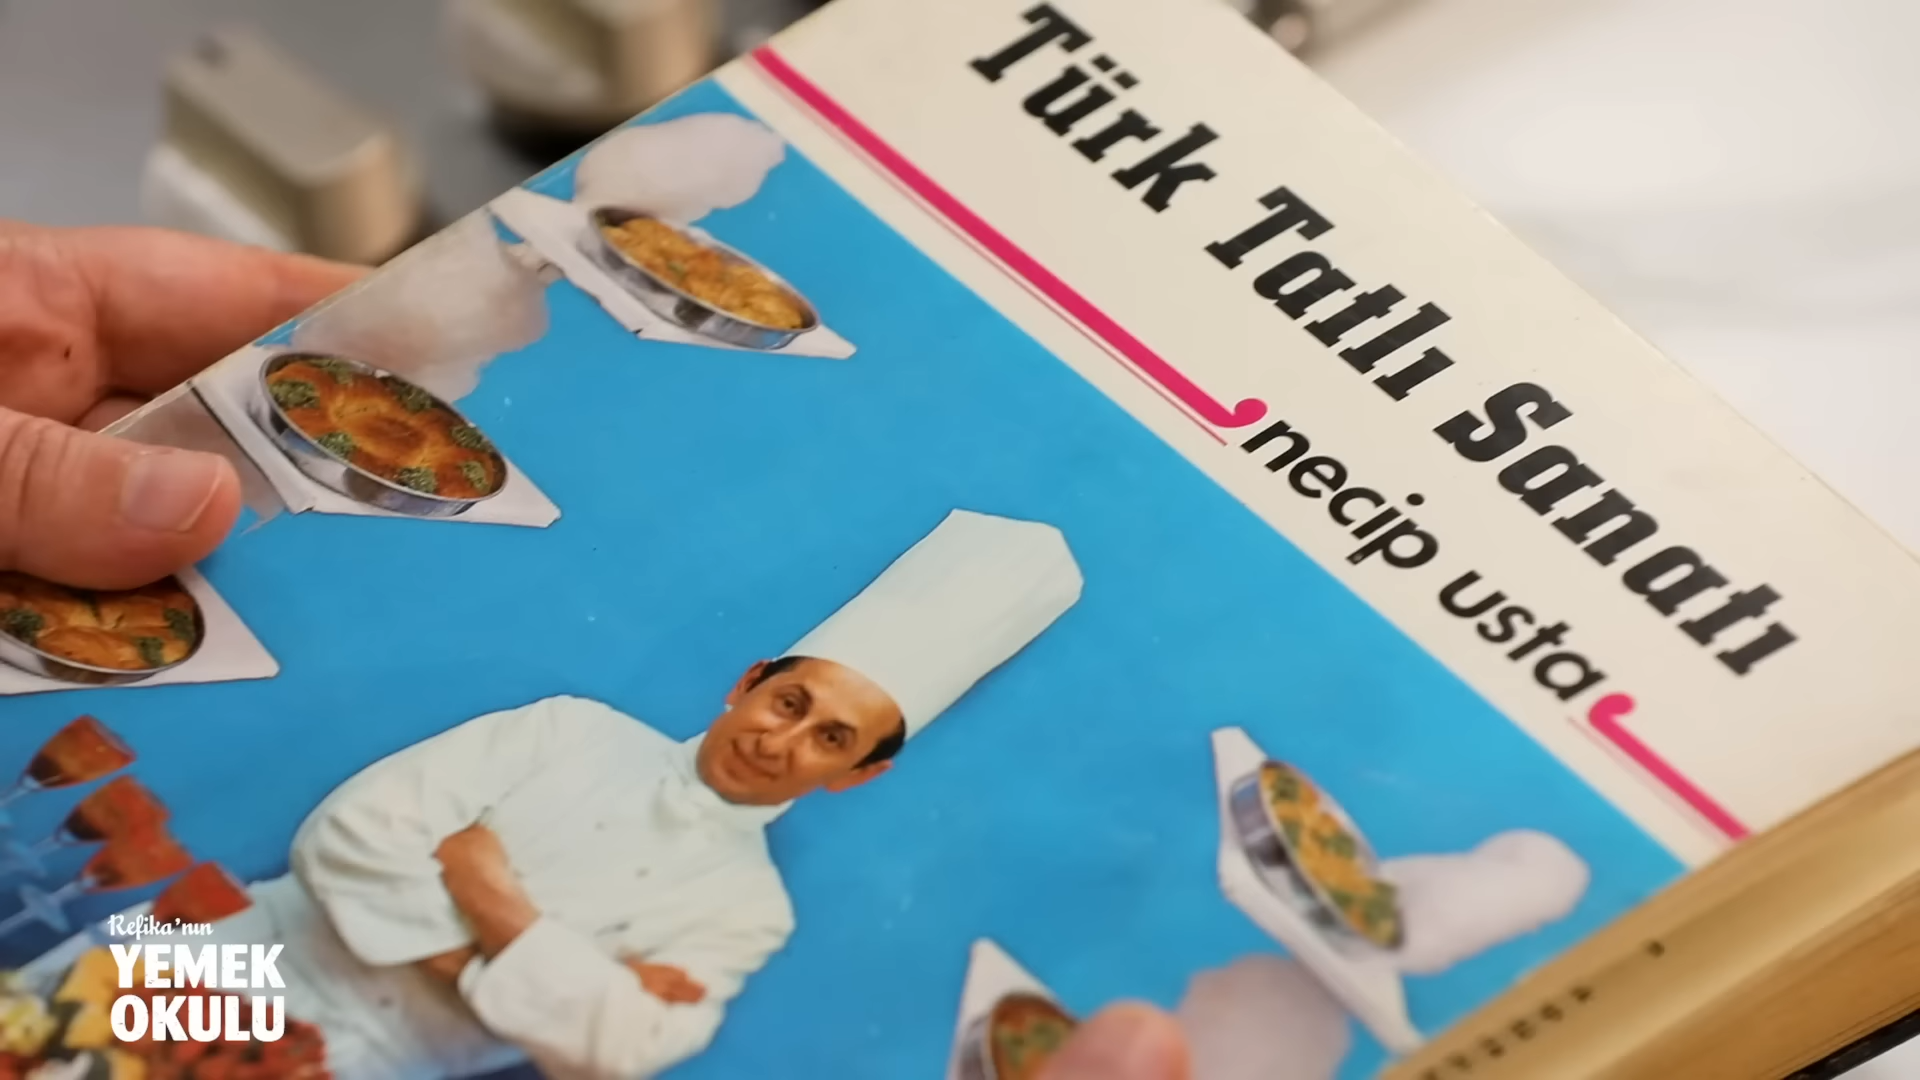 Türk Tatlı Sanatı
necip usta
Refika'nın
YEMEK
OKULU